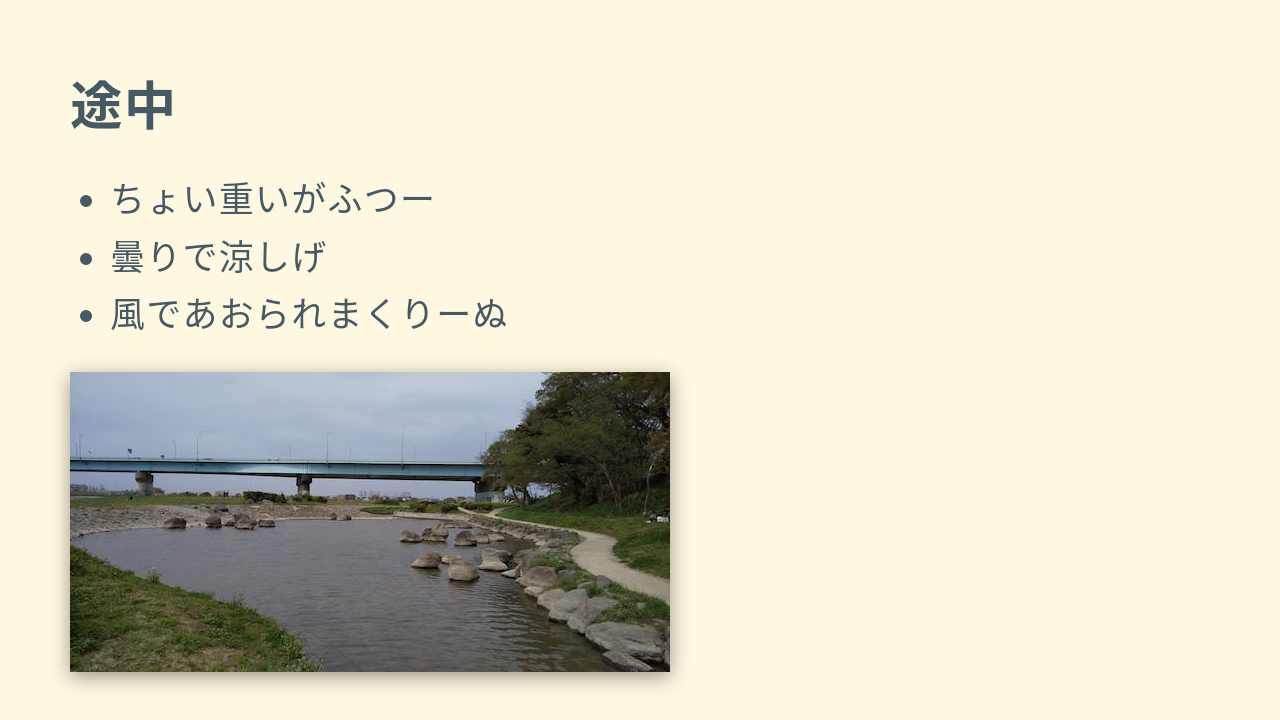 途中
ちょい重いがふつー
曇りで涼しげ
風であおられまくりーぬ